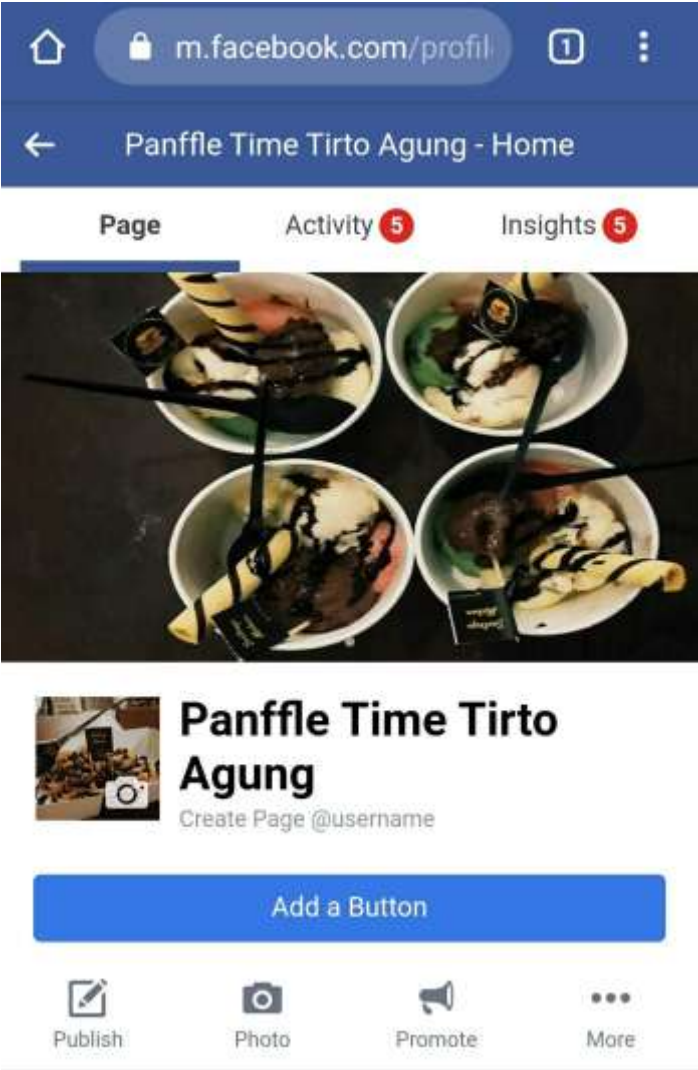 m.facebook.com/profil
1
Panffle Time Tirto Agung - Home
Page Activity 5 Insights 5
Panffle Time Tirto
Agung
Create Page @username
Add a Button
Publish Photo Promote More